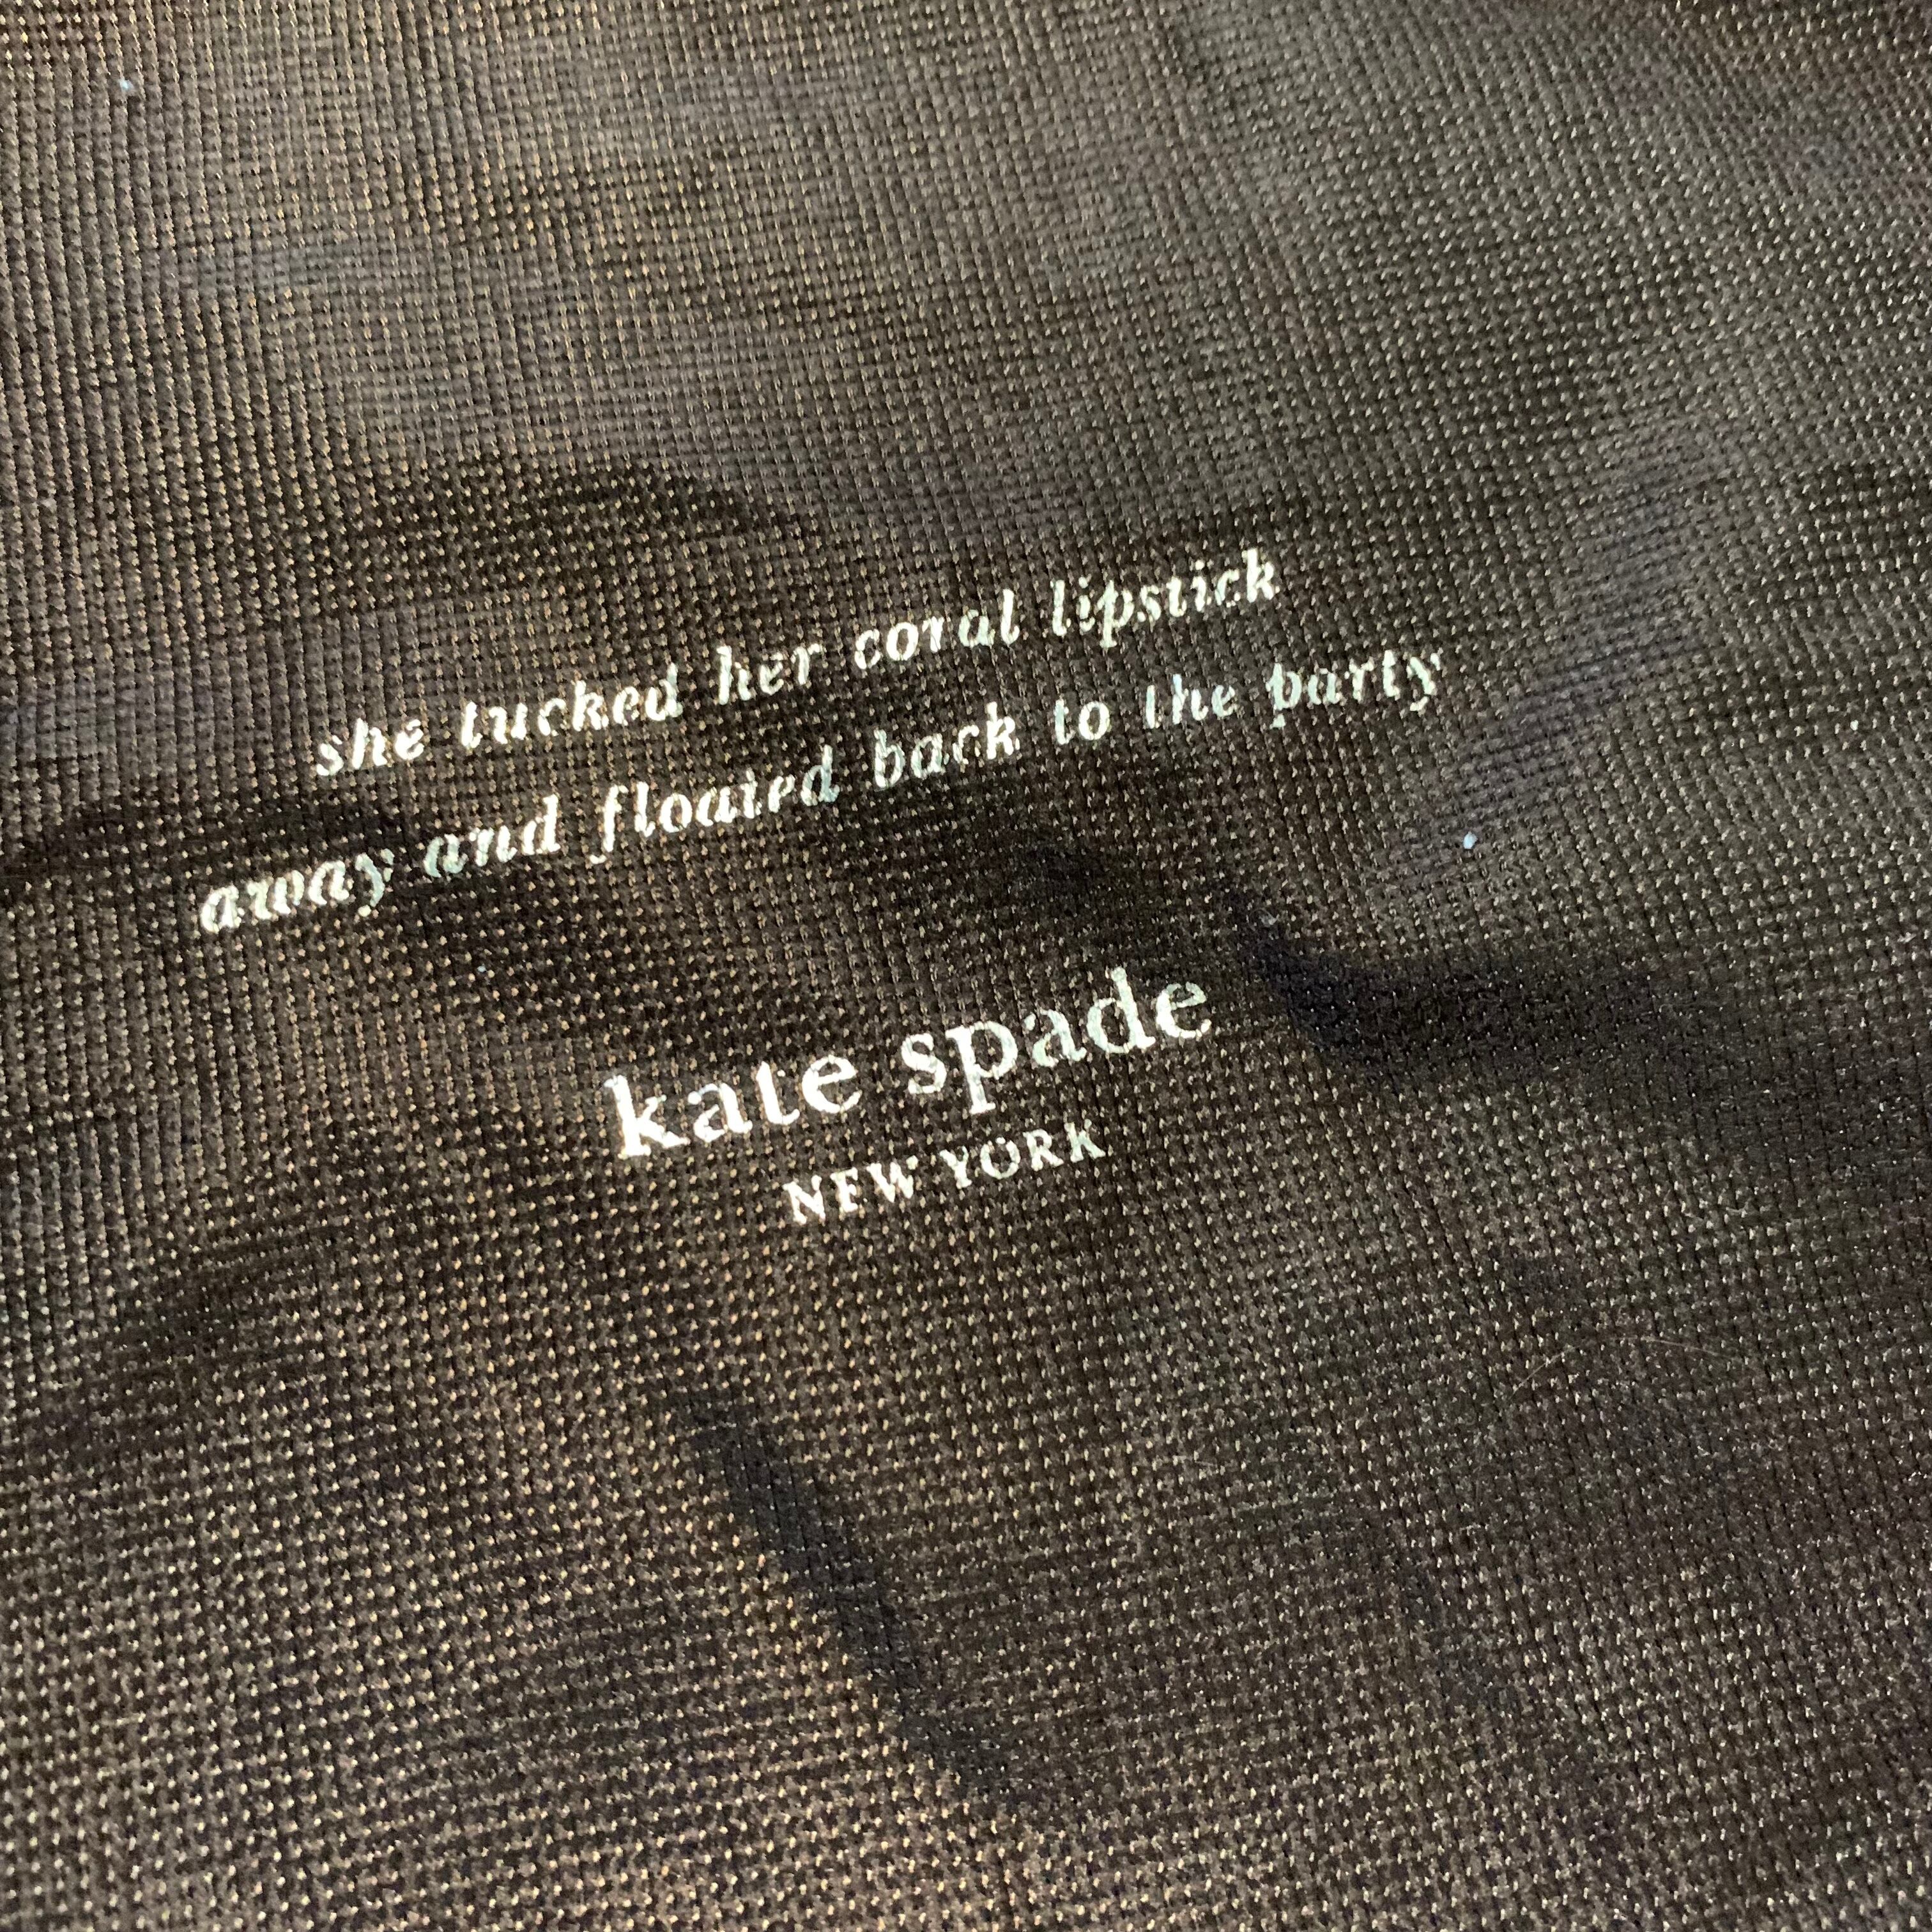 she tucked her coral lipstick
away and floated back to the party
kate spade
NEW YORK